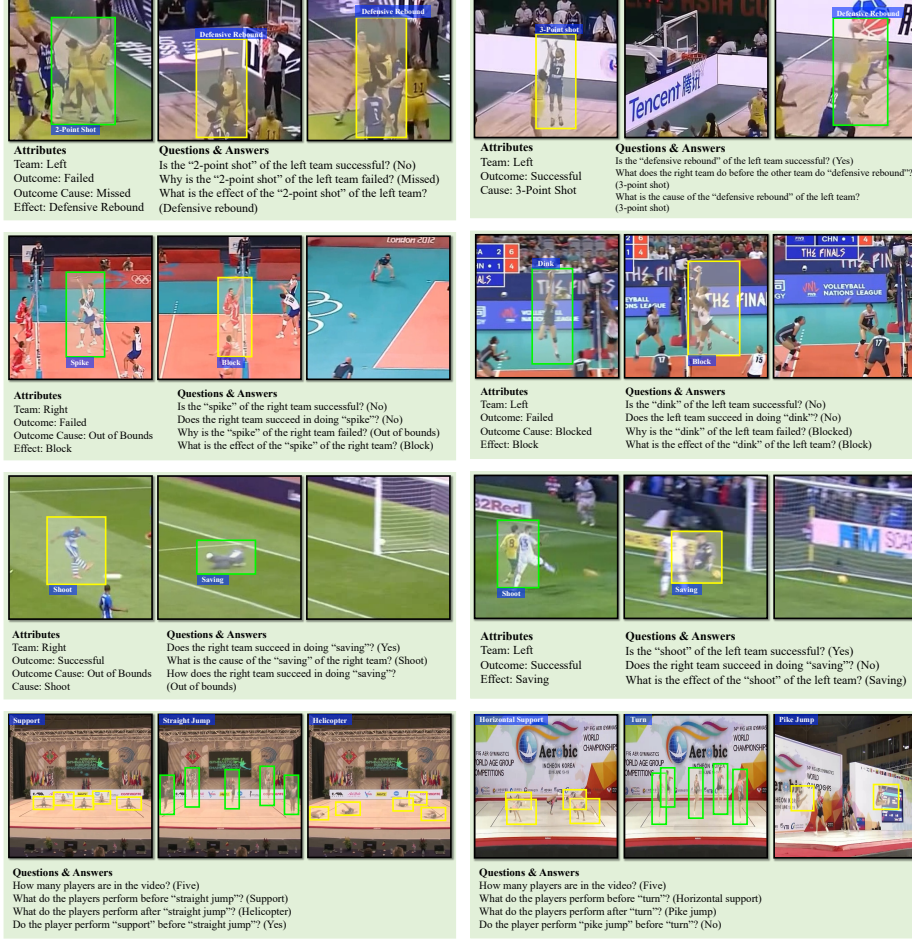 Defensive Rebound
Defensive Rebound
2-Point Shot
Attributes
Team: Left
Outcome: Failed
Outcome Cause: Missed
Effect: Defensive Rebound
Questions & Answers
Is the “2-point shot” of the left team successful? (No)
Why is the “2-point shot” of the left team failed? (Missed)
What is the effect of the “2-point shot” of the left team?
(Defensive rebound)
3-Point shot
Defensive Rebound
Tencent 腾讯
Attributes
Team: Left
Outcome: Successful
Cause: 3-Point Shot
Questions & Answers
Is the “defensive rebound” of the left team successful? (Yes)
What does the right team do before the other team do “defensive rebound”?
(3-point shot)
What is the cause of the “defensive rebound” of the left team?
(3-point shot)
London 2012
Spike
Block
Attributes
Team: Right
Outcome: Failed
Outcome Cause: Out of Bounds
Effect: Block
Questions & Answers
Is the “spike” of the right team successful? (No)
Does the right team succeed in doing “spike”? (No)
Why is the “spike” of the right team failed? (Out of bounds)
What is the effect of the “spike” of the right team? (Block)
Dink
Block
THE FINALS
VOLLEYBALL
NATIONS LEAGUE
Attributes
Team: Left
Outcome: Failed
Outcome Cause: Blocked
Effect: Block
Questions & Answers
Is the “dink” of the left team successful? (No)
Does the left team succeed in doing “dink”? (No)
Why is the “dink” of the left team failed? (Blocked)
What is the effect of the “dink” of the left team? (Block)
Shoot
Saving
Attributes
Team: Right
Outcome: Successful
Outcome Cause: Out of Bounds
Cause: Shoot
Questions & Answers
Does the right team succeed in doing “saving”? (Yes)
What is the cause of the “saving” of the right team? (Shoot)
How does the right team succeed in doing “saving”?
(Out of bounds)
32Red!
Shoot
Saving
Attributes
Team: Left
Outcome: Successful
Effect: Saving
Questions & Answers
Is the “shoot” of the left team successful? (Yes)
Does the right team succeed in doing “saving”? (No)
What is the effect of the “shoot” of the left team? (Saving)
Support
Straight Jump
Helicopter
Questions & Answers
How many players are in the video? (Five)
What do the players perform before “straight jump”? (Support)
What do the players perform after “straight jump”? (Helicopter)
Do the player perform “support” before “straight jump”? (Yes)
Horizontal Support
Turn
Pike Jump
Aerobic
Aerobic
WORLD
CHAMPIONSHIPS
Questions & Answers
How many players are in the video? (Five)
What do the players perform before “turn”? (Horizontal support)
What do the players perform after “turn”? (Pike jump)
Do the player perform “pike jump” before “turn”? (No)